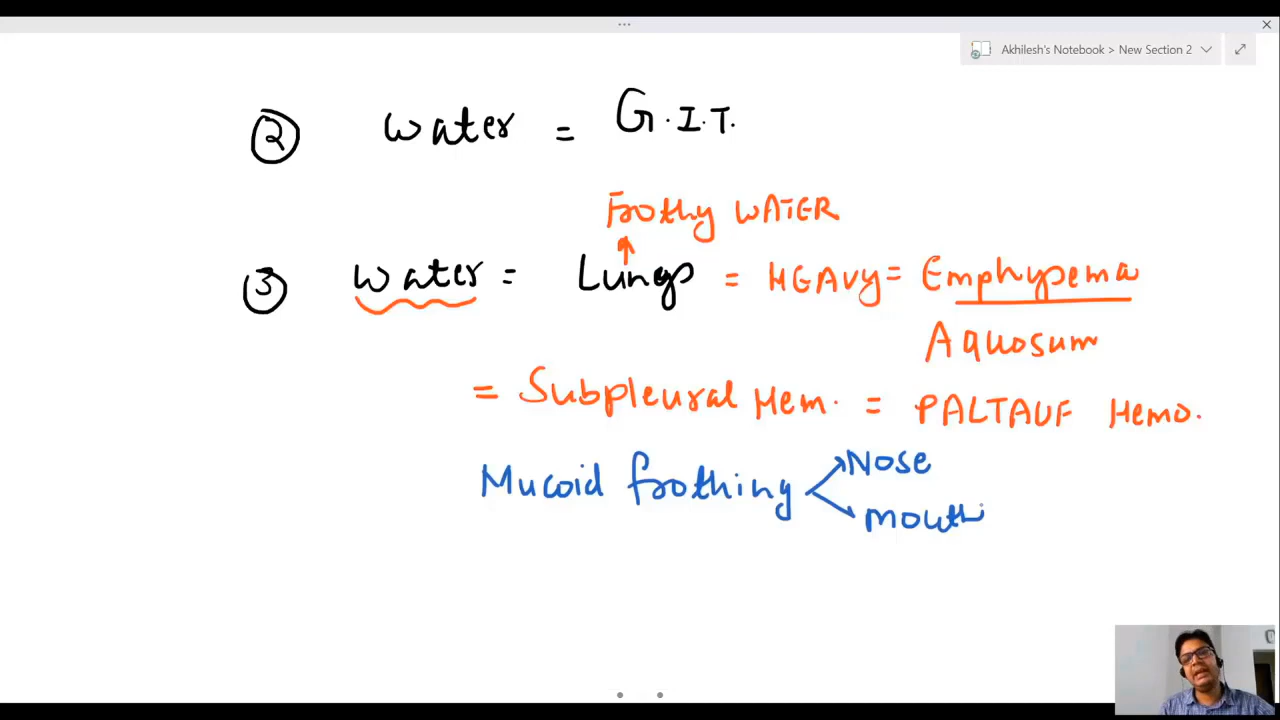 Akhilesh's Notebook > New Section 2
② Water = G.I.T.
Frothy WATER
③ Water = Lungs = HEAVY = Emphysema
Aquosum
= Subpleural Hem. = PALTAUF Hemo.
Mucoid frothing Nose
mouth